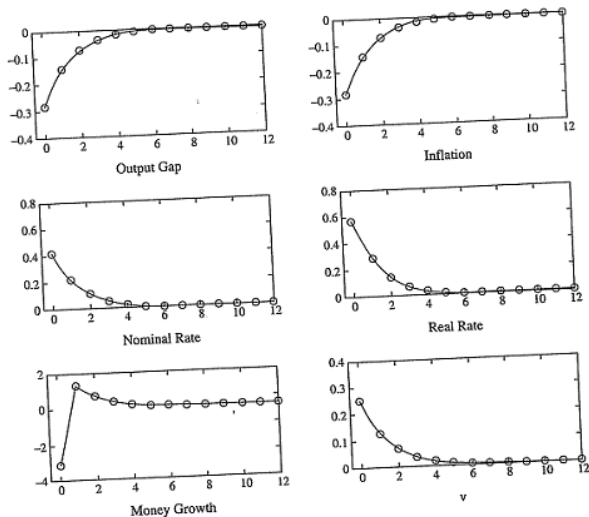 0 0
−0.1 −0.1
−0.2 −0.2
−0.3 −0.3
−0.4 −0.4
0 2 4 6 8 10 12 0 2 4 6 8 10 12
Output Gap Inflation
0.8 0.8
0.6 0.6
0.4 0.4
0.2 0.2
0 0
0 2 4 6 8 10 12 0 2 4 6 8 10 12
Nominal Rate Real Rate
2 0.4
0 0.3
−2 0.2
−4 0.1
0
0 2 4 6 8 10 12 0 2 4 6 8 10 12
Money Growth v